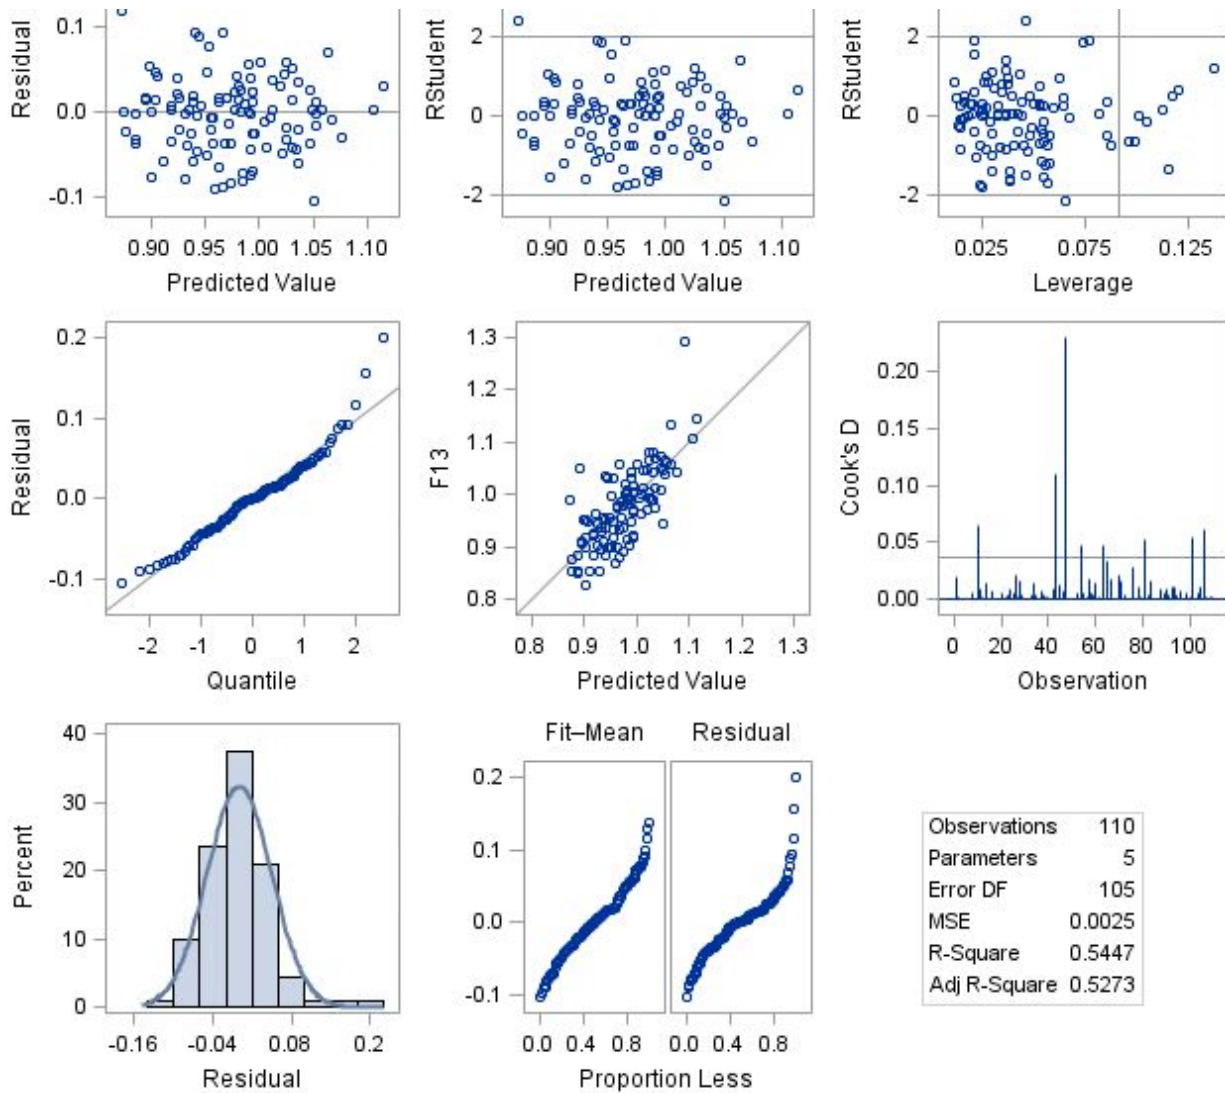 Residual
0.1
0.0
-0.1
0.90 0.95 1.00 1.05 1.10
Predicted Value
RStudent
2
0
-2
0.90 0.95 1.00 1.05 1.10
Predicted Value
RStudent
2
0
-2
0.025 0.075 0.125
Leverage
Residual
0.2
0.1
0.0
-0.1
-2 -1 0 1 2
Quantile
F13
1.3
1.2
1.1
1.0
0.9
0.8
0.8 0.9 1.0 1.1 1.2 1.3
Predicted Value
Cook's D
0.20
0.15
0.10
0.05
0.00
0 20 40 60 80 100
Observation
Percent
40
30
20
10
0
-0.16 -0.04 0.08 0.2
Residual
Fit–Mean Residual
0.2
0.1
0.0
-0.1
0.0 0.4 0.8 0.0 0.4 0.8
Proportion Less
Observations 110
Parameters 5
Error DF 105
MSE 0.0025
R-Square 0.5447
Adj R-Square 0.5273